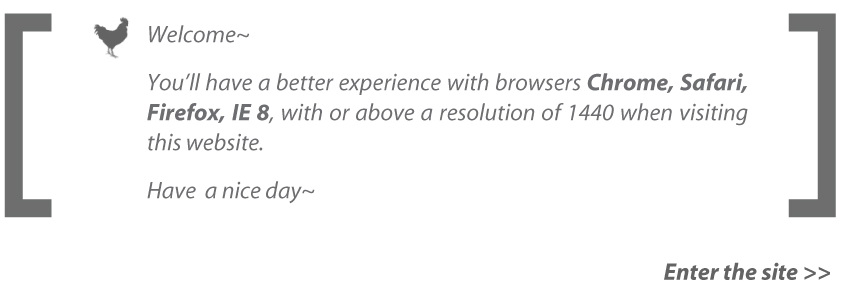 Welcome~
You'll have a better experience with browsers Chrome, Safari,
Firefox, IE 8, with or above a resolution of 1440 when visiting
this website.
Have a nice day~
Enter the site >>